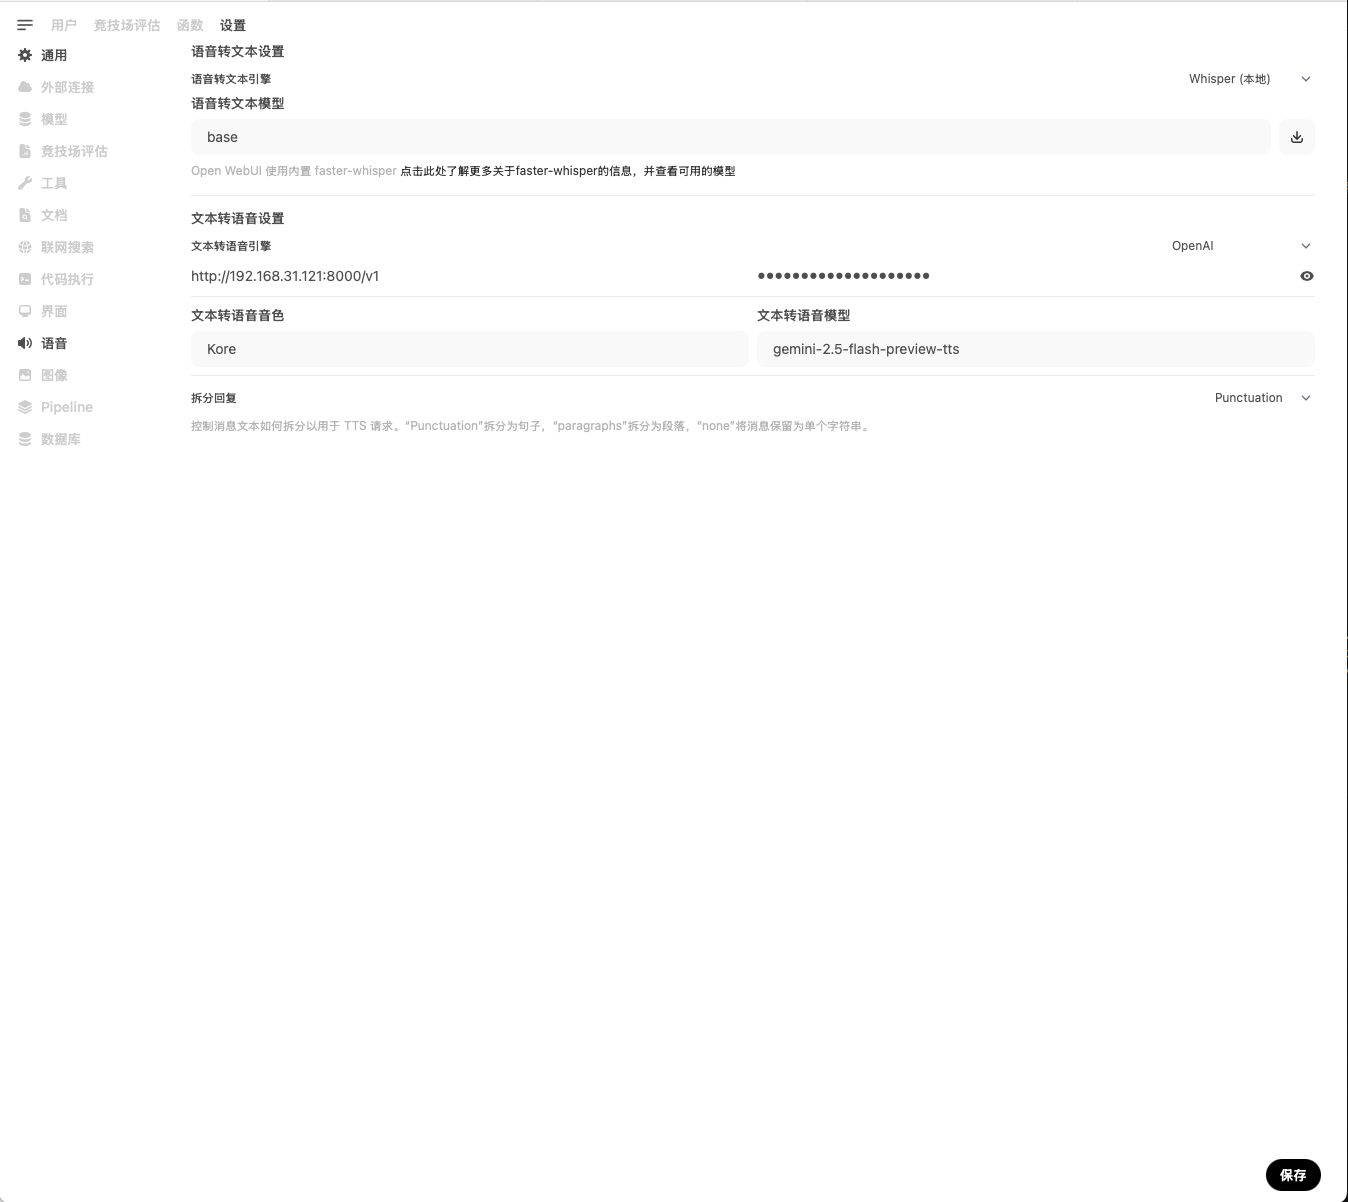 用户 竞技场评估 函数 设置
通用
外部连接
模型
竞技场评估
工具
文档
联网搜索
代码执行
界面
语音
图像
Pipeline
数据库
语音转文本设置
语音转文本引擎 Whisper (本地)
语音转文本模型
base
Open WebUI 使用内置 faster-whisper 点击此处了解更多关于faster-whisper的信息，并查看可用的模型
文本转语音设置
文本转语音引擎 OpenAI
http://192.168.31.121:8000/v1 ••••••••••••••••••••
文本转语音音色 文本转语音模型
Kore gemini-2.5-flash-preview-tts
拆分回复 Punctuation
控制消息文本如何拆分以用于 TTS 请求。“Punctuation”拆分为句子，“paragraphs”拆分为段落，“none”将消息保留为单个字符串。
保存